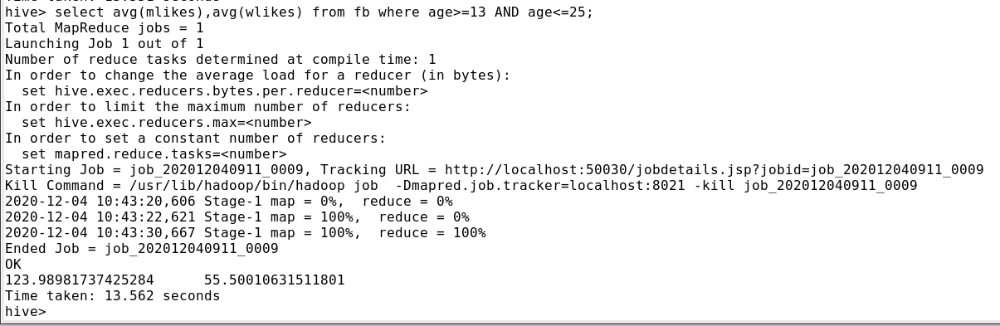 hive> select avg(mlikes),avg(wlikes) from fb where age>=13 AND age<=25;
Total MapReduce jobs = 1
Launching Job 1 out of 1
Number of reduce tasks determined at compile time: 1
In order to change the average load for a reducer (in bytes):
  set hive.exec.reducers.bytes.per.reducer=<number>
In order to limit the maximum number of reducers:
  set hive.exec.reducers.max=<number>
In order to set a constant number of reducers:
  set mapred.reduce.tasks=<number>
Starting Job = job_202012040911_0009, Tracking URL = http://localhost:50030/jobdetails.jsp?jobid=job_202012040911_0009
Kill Command = /usr/lib/hadoop/bin/hadoop job  -Dmapred.job.tracker=localhost:8021 -kill job_202012040911_0009
2020-12-04 10:43:20,606 Stage-1 map = 0%,  reduce = 0%
2020-12-04 10:43:22,621 Stage-1 map = 100%,  reduce = 0%
2020-12-04 10:43:30,667 Stage-1 map = 100%,  reduce = 100%
Ended Job = job_202012040911_0009
OK
123.98981737425284      55.50010631511801
Time taken: 13.562 seconds
hive>